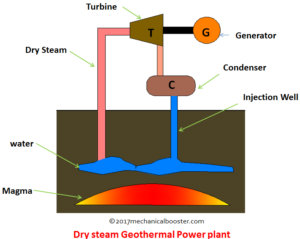 Turbine
T
G
Generator
Dry Steam
Condenser
C
Injection Well
water
Magma
©2017mechanicalbooster.com
Dry steam Geothermal Power plant